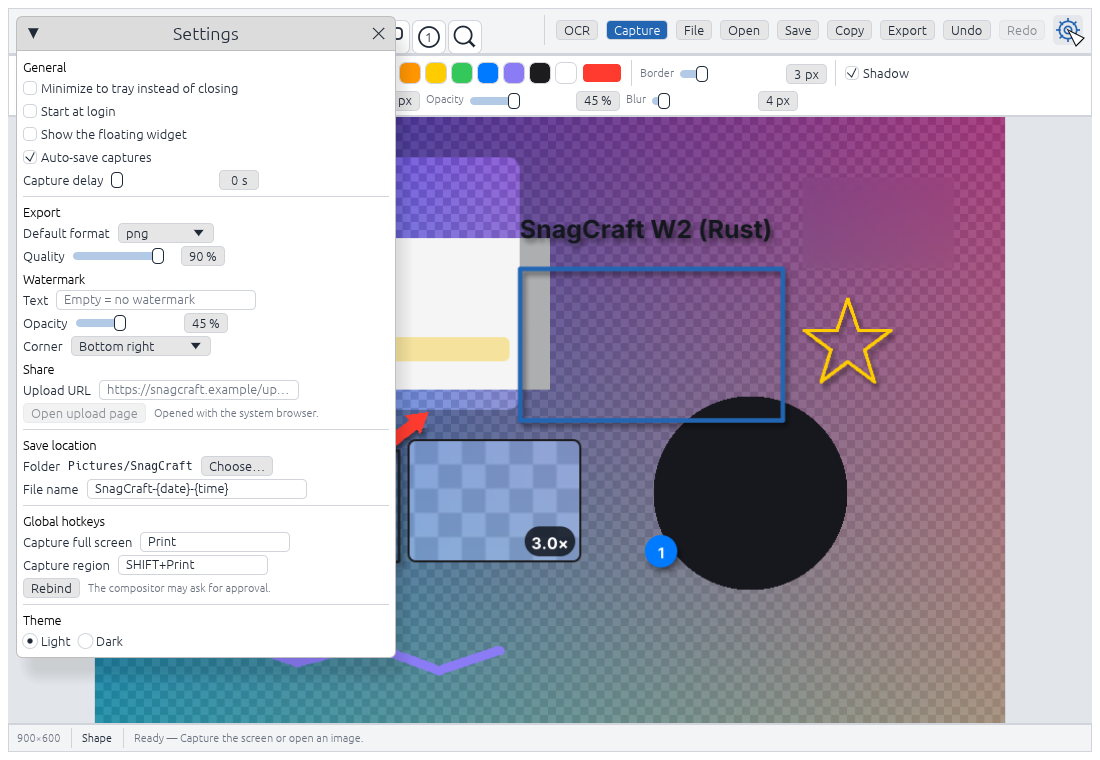 Settings
General
Minimize to tray instead of closing
Start at login
Show the floating widget
Auto-save captures
Capture delay 0 s
Export
Default format png
Quality 90 %
Watermark
Text Empty = no watermark
Opacity 45 %
Corner Bottom right
Share
Upload URL https://snagcraft.example/up…
Open upload page Opened with the system browser.
Save location
Folder Pictures/SnagCraft Choose…
File name SnagCraft-{date}-{time}
Global hotkeys
Capture full screen Print
Capture region SHIFT+Print
Rebind The compositor may ask for approval.
Theme
Light Dark
1 OCR Capture File Open Save Copy Export Undo Redo
Border 3 px Shadow
px Opacity 45 % Blur 4 px
SnagCraft W2 (Rust)
3.0×
1
900×600 Shape Ready — Capture the screen or open an image.